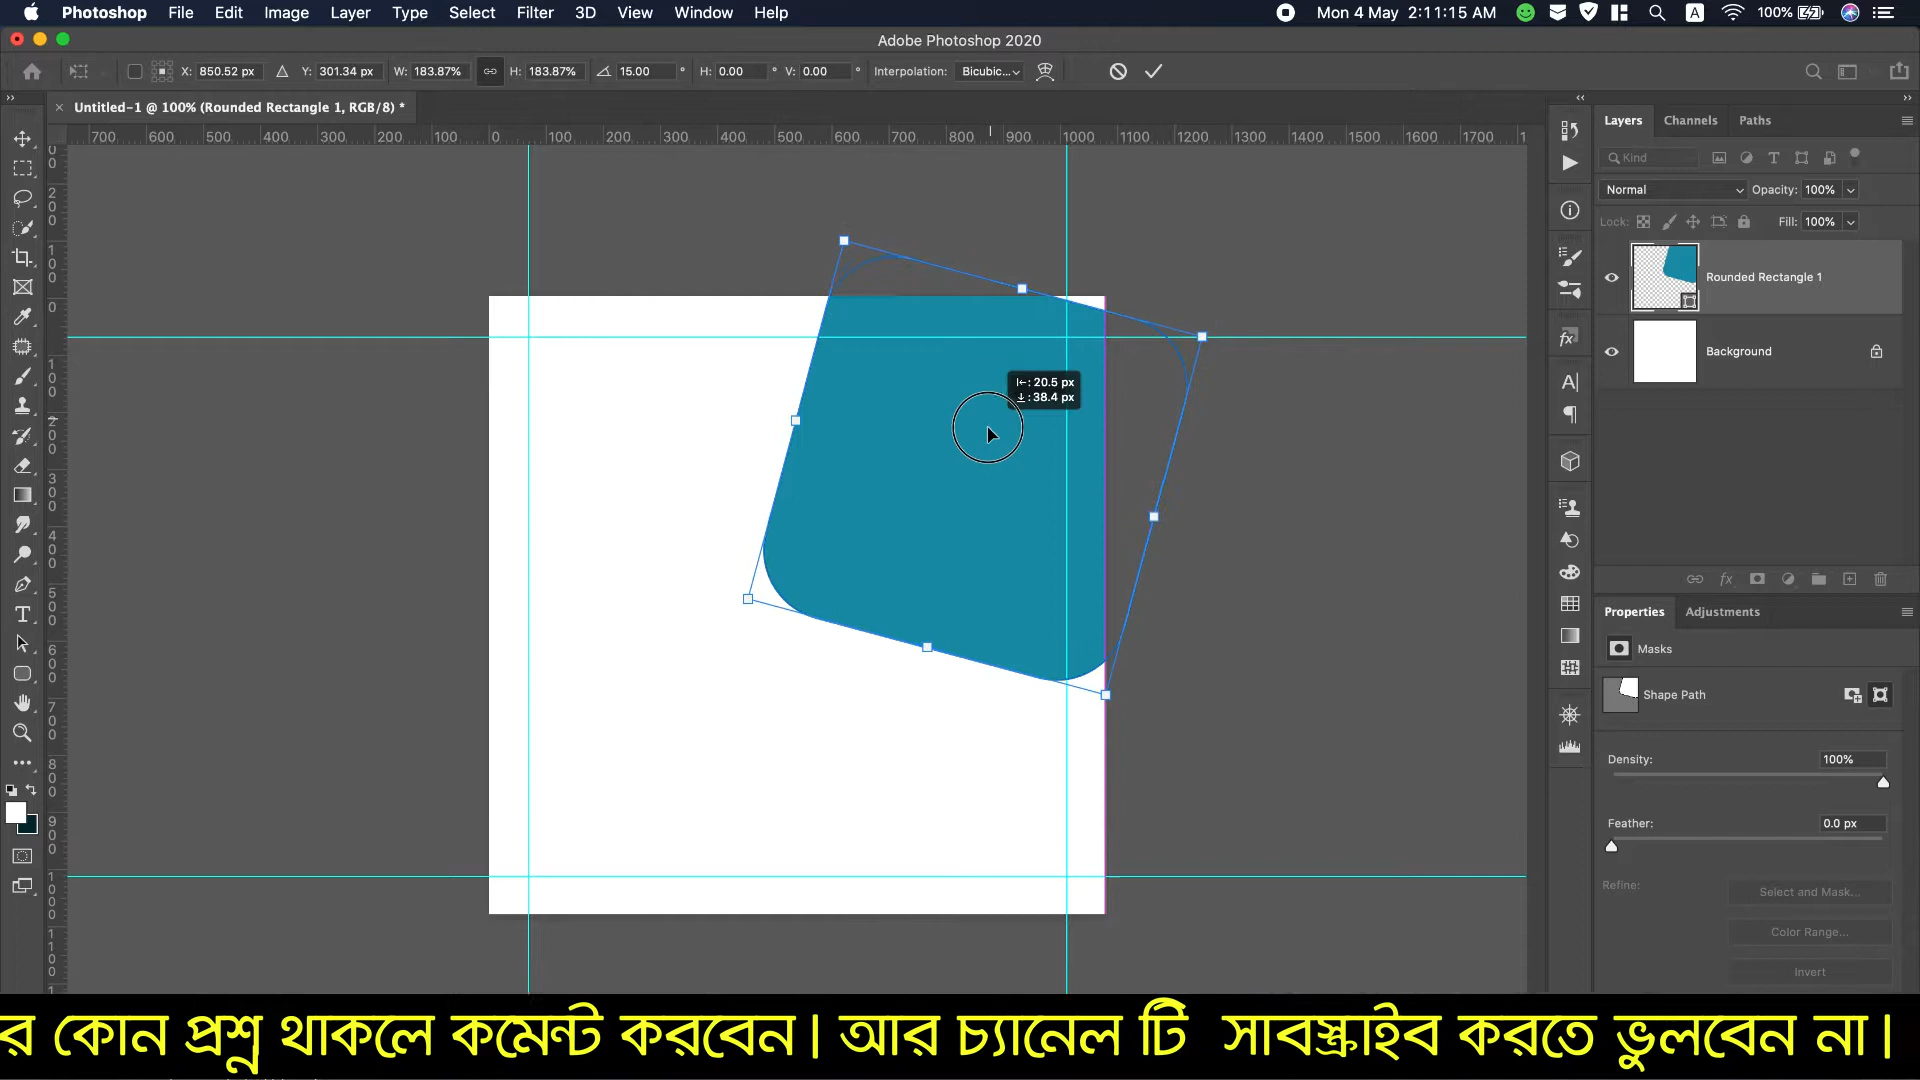 Photoshop File Edit Image Layer Type Select Filter 3D View Window Help Mon 4 May 2:11:15 AM A 100%
Adobe Photoshop 2020
X: 850.52 px Y: 301.34 px W: 183.87% H: 183.87% 15.00 ° H: 0.00 ° V: 0.00 ° Interpolation: Bicubic...
Untitled-1 @ 100% (Rounded Rectangle 1, RGB/8) *
700 600 500 400 300 200 100 0 100 200 300 400 500 600 700 800 900 1000 1100 1200 1300 1400 1500 1600 1700
Layers Channels Paths
Kind
Normal Opacity: 100%
Lock: Fill: 100%
Rounded Rectangle 1
Background
20.5 px
38.4 px
Properties Adjustments
Masks
Shape Path
Density: 100%
Feather: 0.0 px
Refine: Select and Mask...
Color Range...
Invert
র কোন প্রশ্ন থাকলে কমেন্ট করবেন। আর চ্যানেল টি সাবস্ক্রাইব করতে ভুলবেন না।